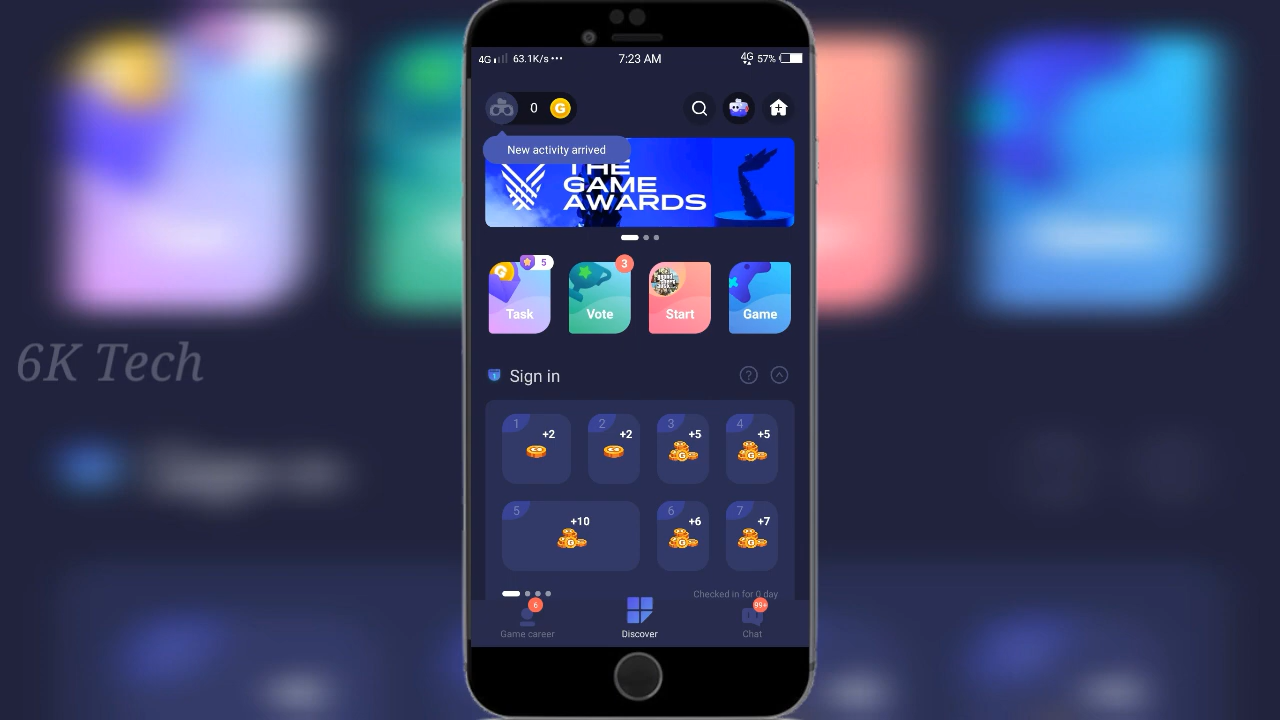 4G 63.1K/s ••• 7:23 AM 4G 57%
0 G
New activity arrived
THE
GAME
AWARDS
5 3
Task Vote Start Game
6K Tech
Sign in ?
1 +2 2 +2 3 +5 4 +5
5 +10 6 +6 7 +7
Checked in for 0 day
6 99+
Game career Discover Chat